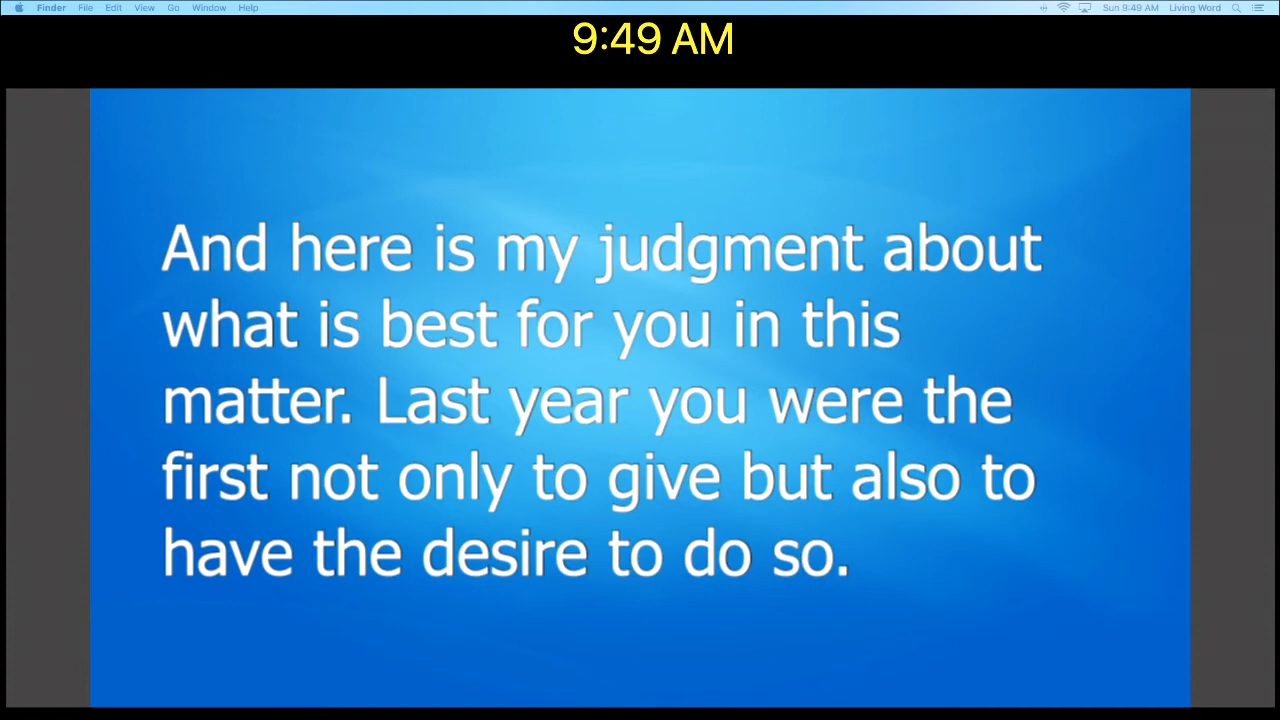 Finder File Edit View Go Window Help Sun 9:49 AM Living Word
9:49 AM
And here is my judgment about
what is best for you in this
matter. Last year you were the
first not only to give but also to
have the desire to do so.